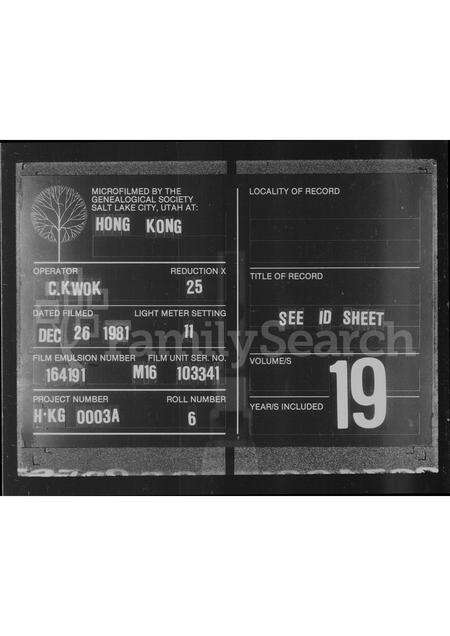 MICROFILMED BY THE
GENEALOGICAL SOCIETY
SALT LAKE CITY, UTAH AT:
HONG KONG
OPERATOR REDUCTION X
C.KWOK 25
DATED FILMED LIGHT METER SETTING
DEC 26 1981 11
FILM EMULSION NUMBER FILM UNIT SER. NO.
164191 M16 103341
PROJECT NUMBER ROLL NUMBER
H·KG 0003A 6
LOCALITY OF RECORD
TITLE OF RECORD
SEE ID SHEET
VOLUME/S
YEAR/S INCLUDED
19
FamilySearch